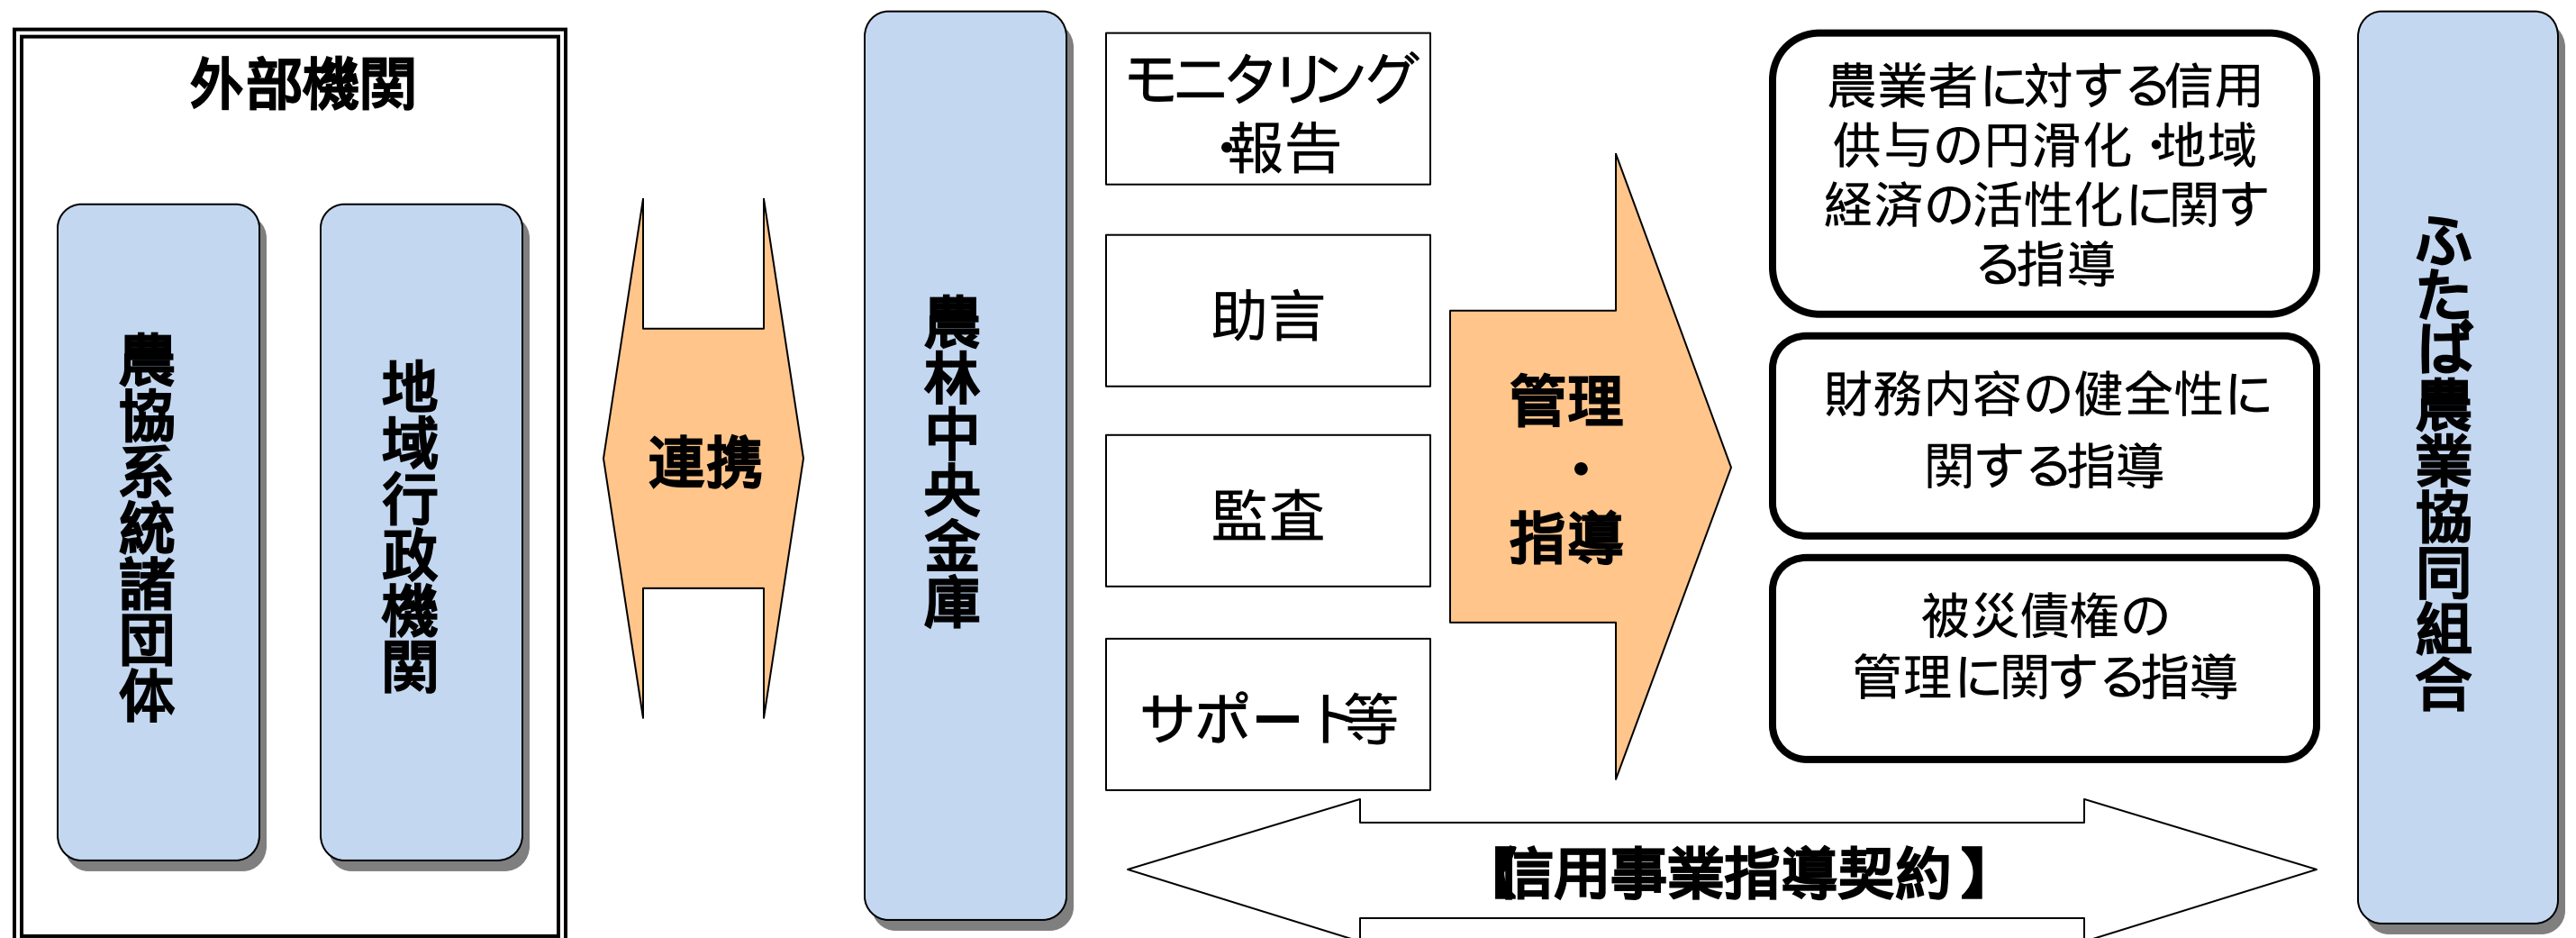 外部機関
農協系統諸団体
地域行政機関
連携
農林中央金庫
モニタリング
・報告
助言
監査
サポート等
管理
・
指導
農業者に対する信用
供与の円滑化・地域
経済の活性化に関す
る指導
財務内容の健全性に
関する指導
被災債権の
管理に関する指導
【信用事業指導契約】
ふたば農業協同組合